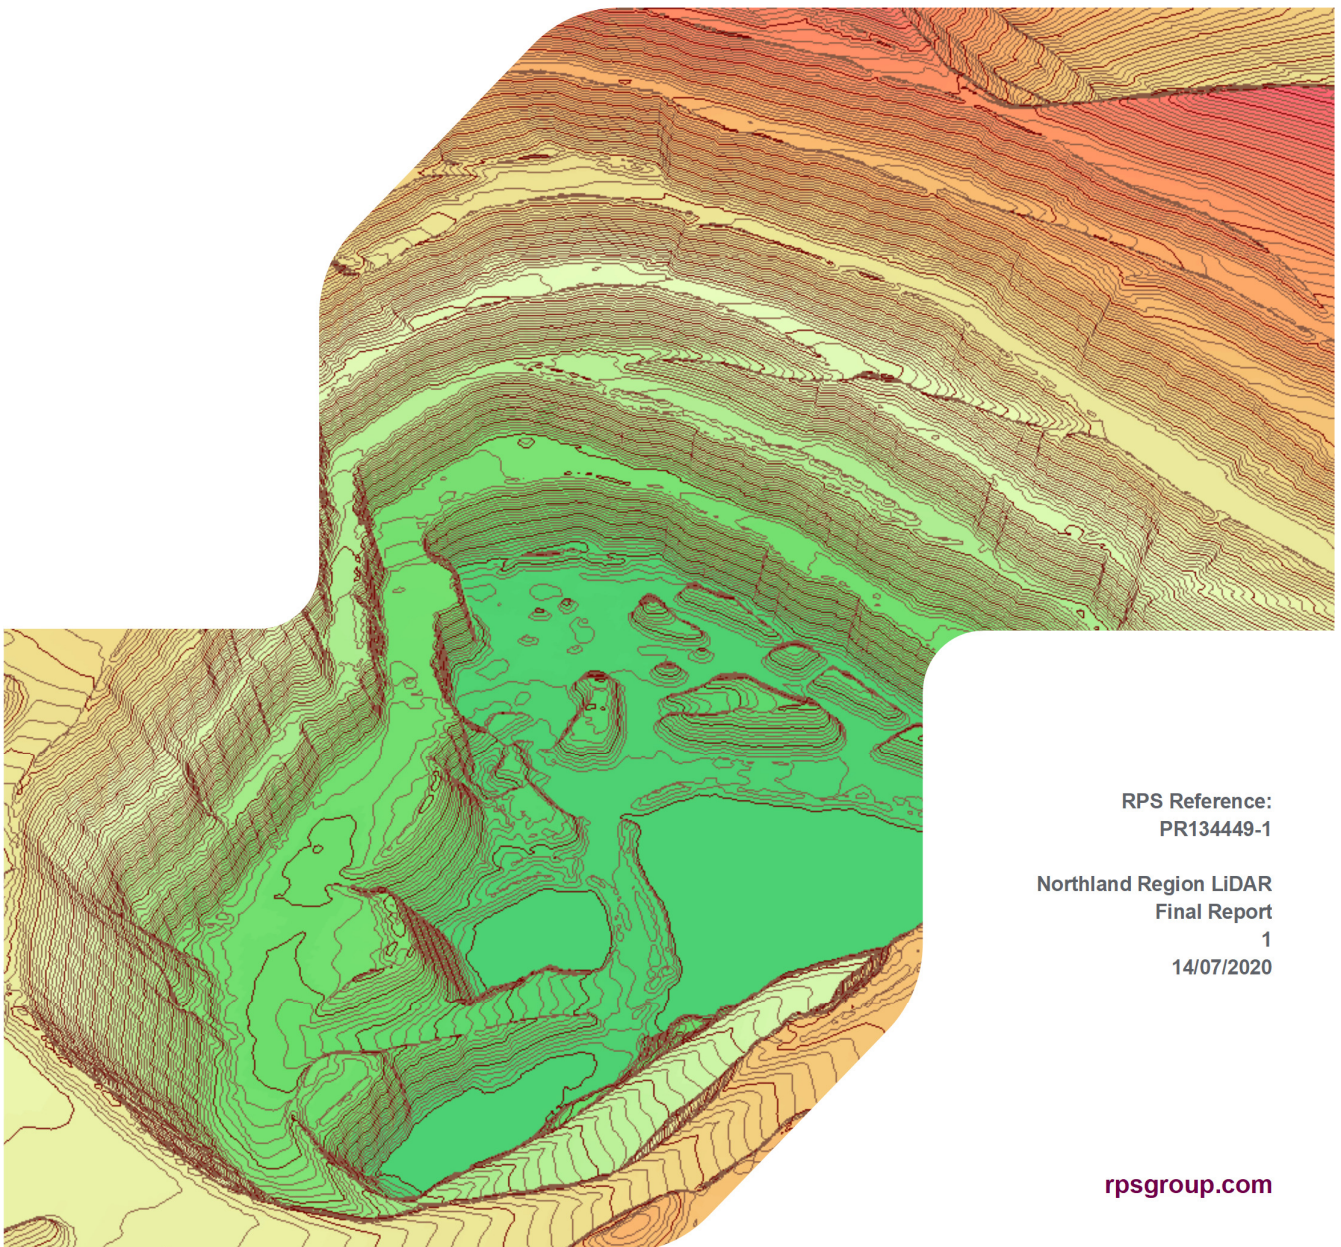 RPS Reference:
PR134449-1
Northland Region LiDAR
Final Report
1
14/07/2020
rpsgroup.com